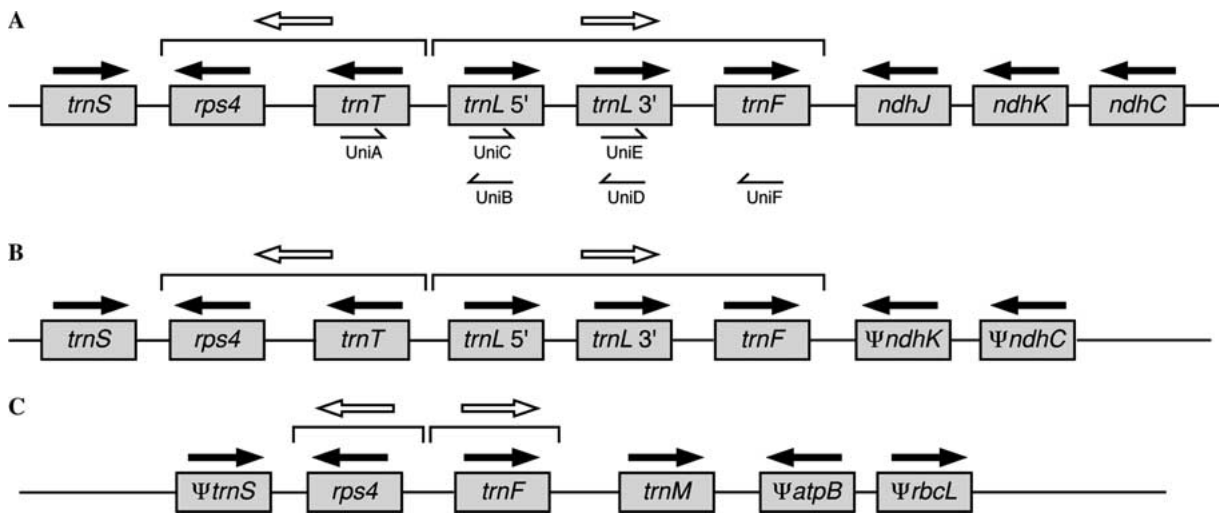 A
trnS rps4 trnT trnL 5' trnL 3' trnF ndhJ ndhK ndhC
UniA UniC UniE
UniB UniD UniF
B
trnS rps4 trnT trnL 5' trnL 3' trnF ΨndhK ΨndhC
C
ΨtrnS rps4 trnF trnM ΨatpB ΨrbcL